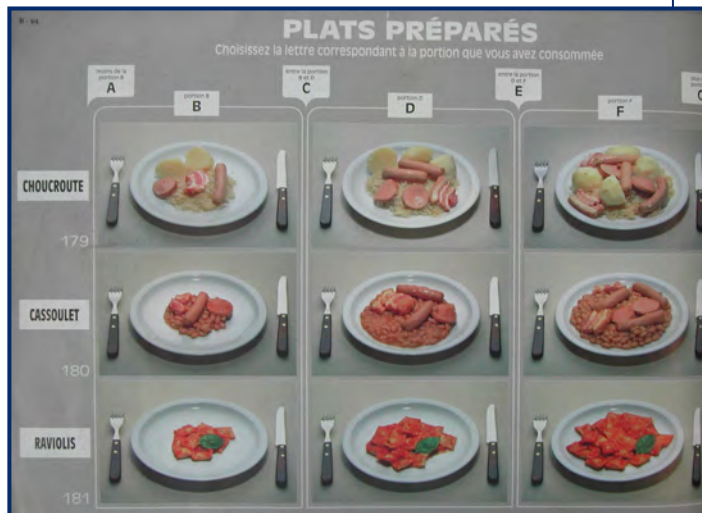 PLATS PRÉPARÉS
Choisissez la lettre correspondant à la portion que vous avez consommée
moins de la
portion B
A
portion B
B
entre la portion
B et D
C
portion D
D
entre la portion
D et F
E
portion F
F
CHOUCROUTE
179
CASSOULET
180
RAVIOLIS
181